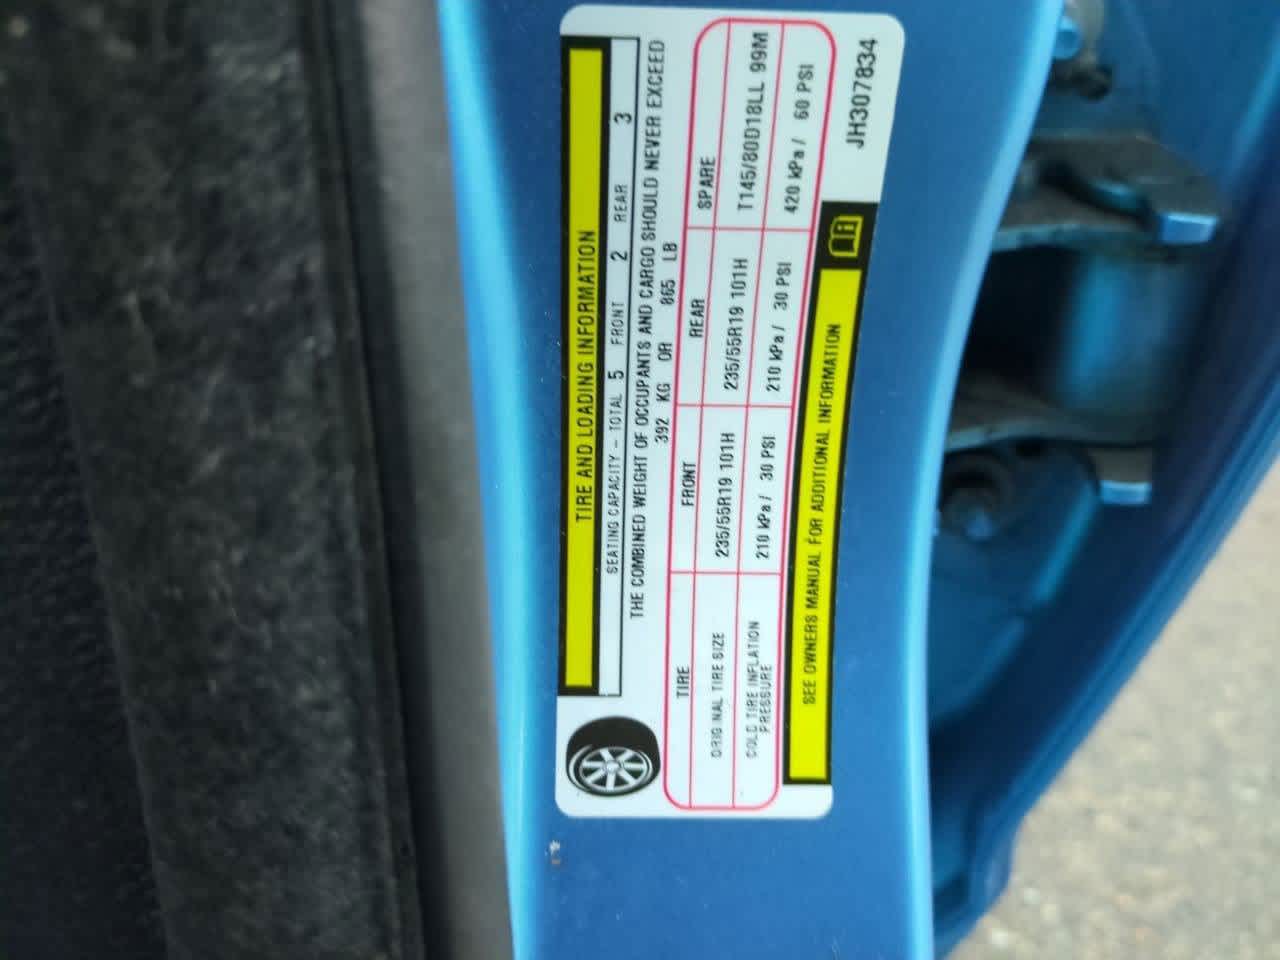 TIRE AND LOADING INFORMATION
SEATING CAPACITY - TOTAL 5 FRONT 2 REAR 3
THE COMBINED WEIGHT OF OCCUPANTS AND CARGO SHOULD NEVER EXCEED
392 KG OR 865 LB
TIRE FRONT REAR SPARE
ORIGINAL TIRE SIZE 235/55R19 101H 235/55R19 101H T145/80D18LL 99M
COLD TIRE INFLATION PRESSURE 210 kPa / 30 PSI 210 kPa / 30 PSI 420 kPa / 60 PSI
SEE OWNERS MANUAL FOR ADDITIONAL INFORMATION
JH307834